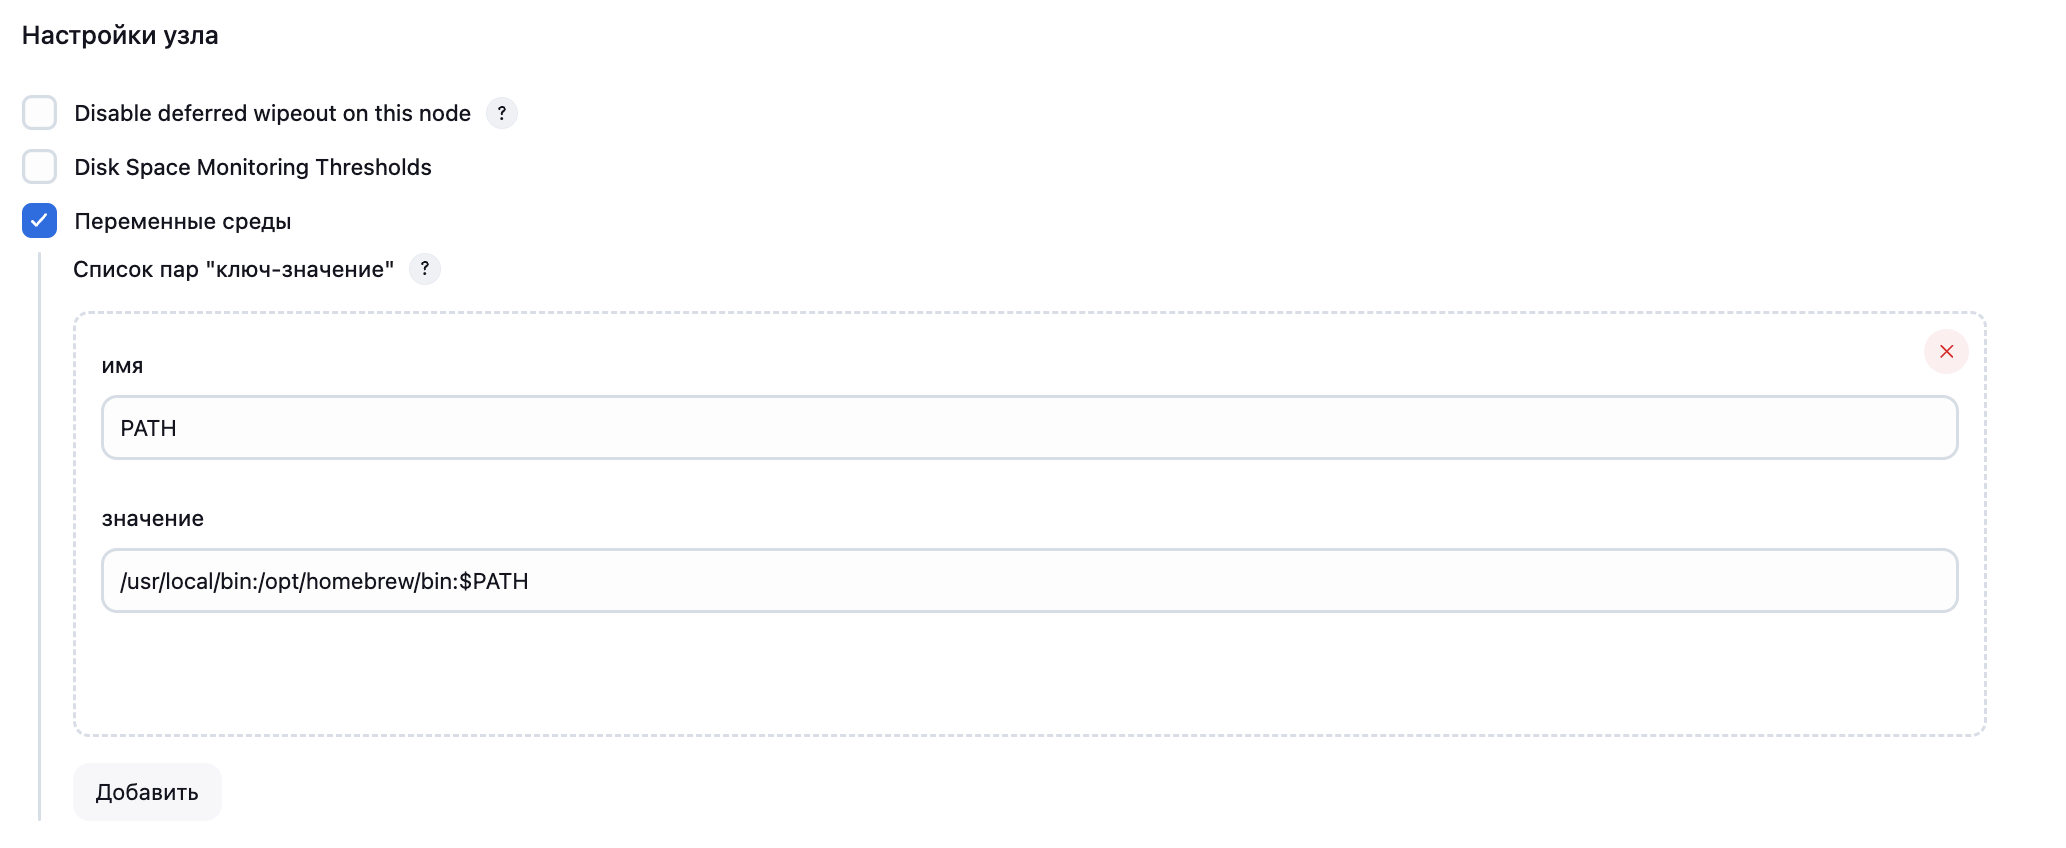 Настройки узла
Disable deferred wipeout on this node ?
Disk Space Monitoring Thresholds
Переменные среды
Список пар "ключ-значение" ?
имя
PATH
значение
/usr/local/bin:/opt/homebrew/bin:$PATH
Добавить